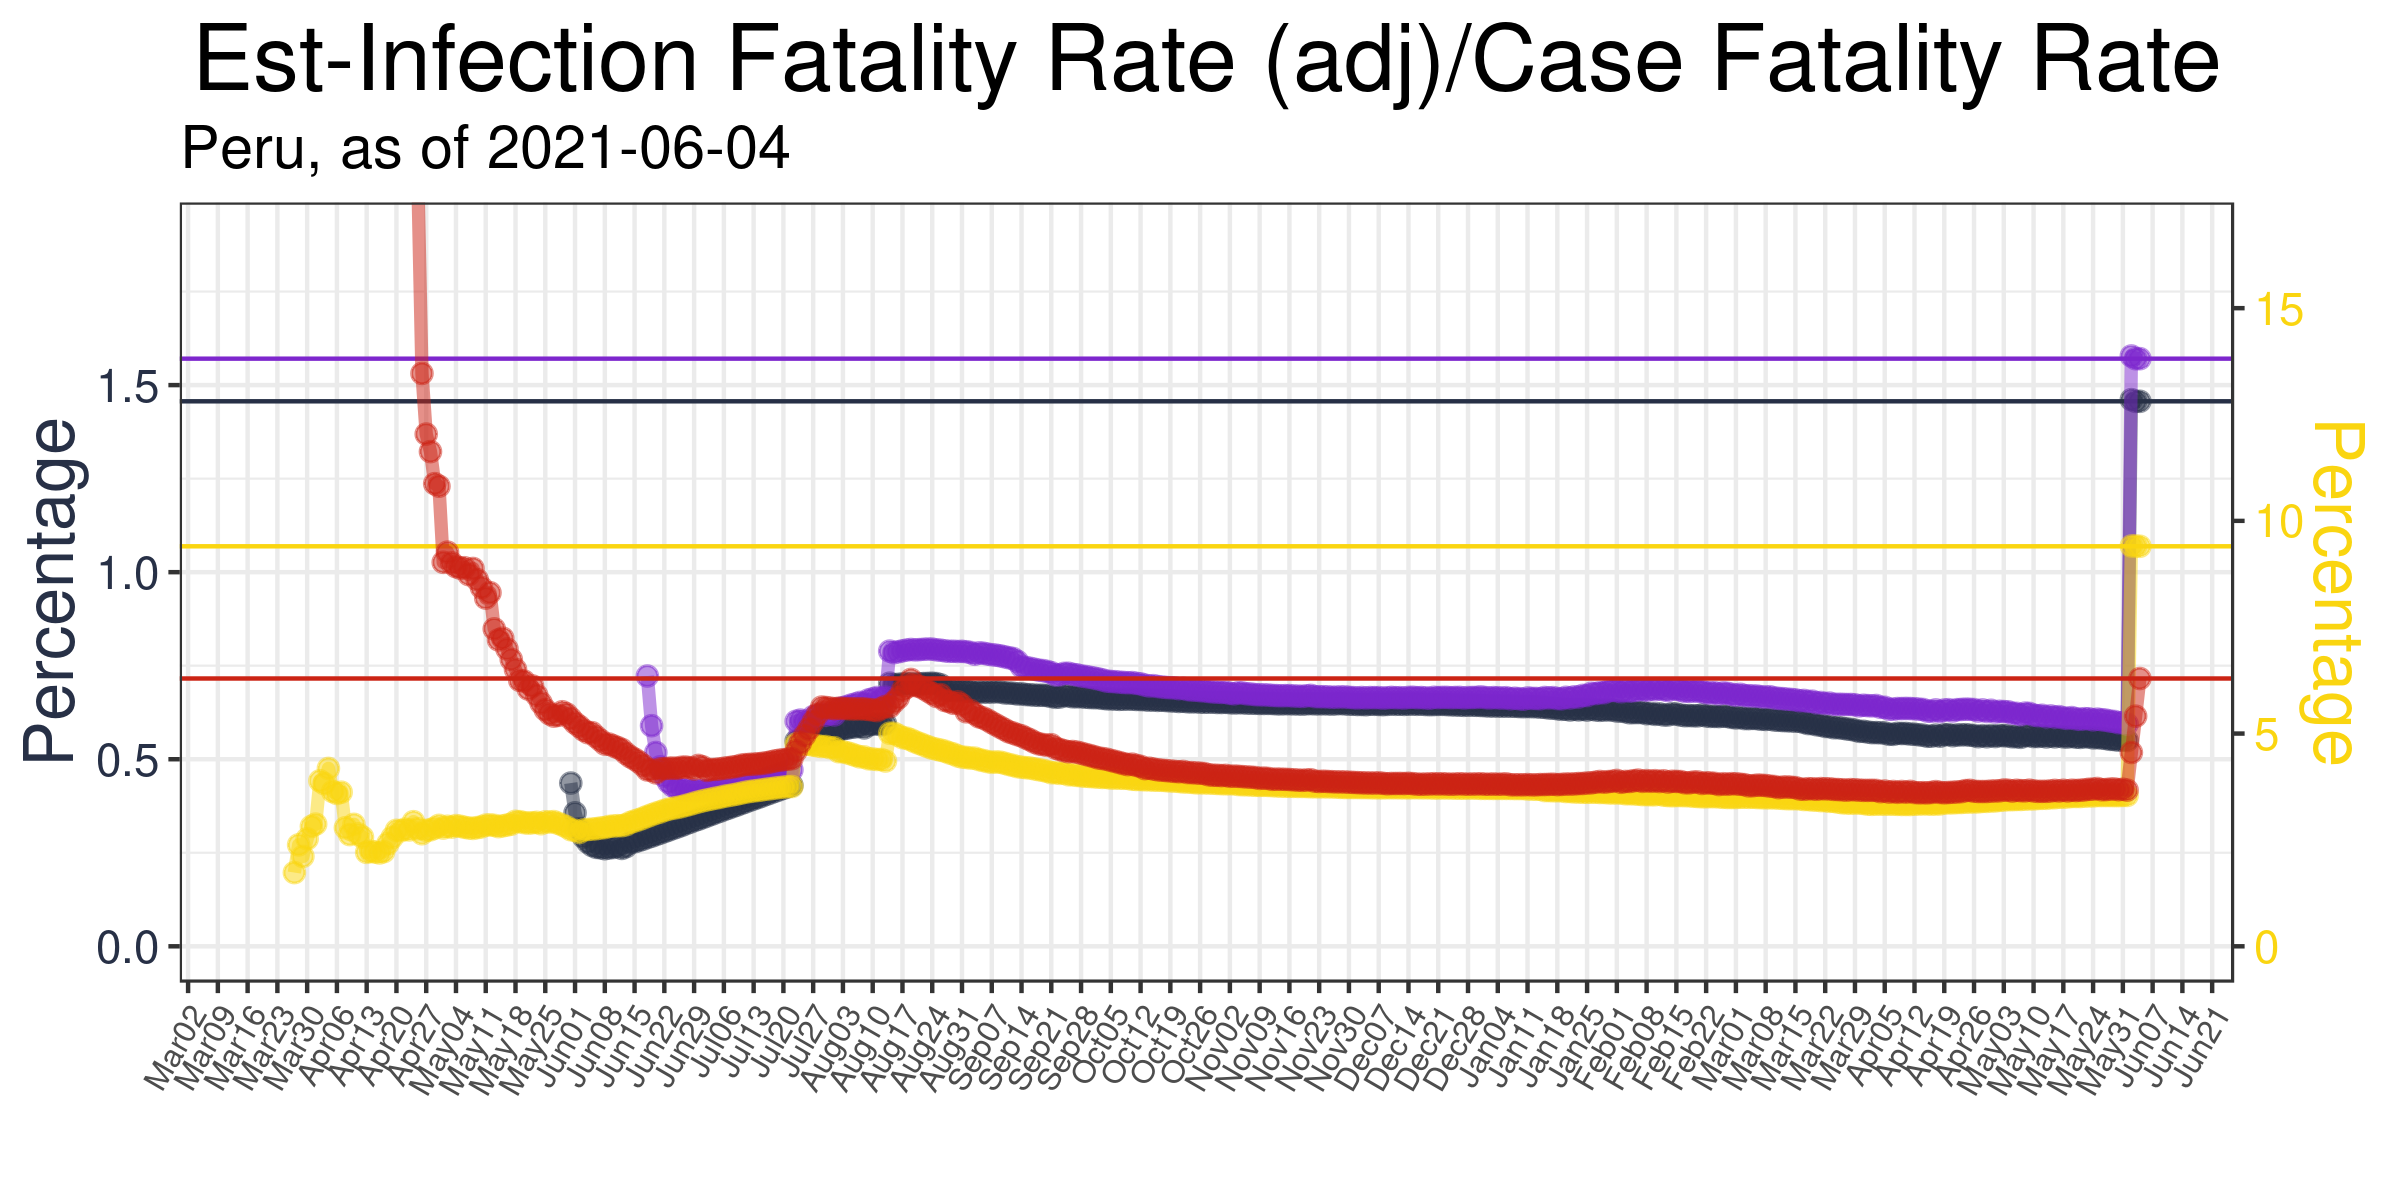 Est-Infection Fatality Rate (adj)/Case Fatality Rate
Peru, as of 2021-06-04
Percentage
1.5
1.0
0.5
0.0
15
10
5
0
Percentage
Mar02
Mar09
Mar16
Mar23
Mar30
Apr06
Apr13
Apr20
Apr27
May04
May11
May18
May25
Jun01
Jun08
Jun15
Jun22
Jun29
Jul06
Jul13
Jul20
Jul27
Aug03
Aug10
Aug17
Aug24
Aug31
Sep07
Sep14
Sep21
Sep28
Oct05
Oct12
Oct19
Oct26
Nov02
Nov09
Nov16
Nov23
Nov30
Dec07
Dec14
Dec21
Dec28
Jan04
Jan11
Jan18
Jan25
Feb01
Feb08
Feb15
Feb22
Mar01
Mar08
Mar15
Mar22
Mar29
Apr05
Apr12
Apr19
Apr26
May03
May10
May17
May24
May31
Jun07
Jun14
Jun21